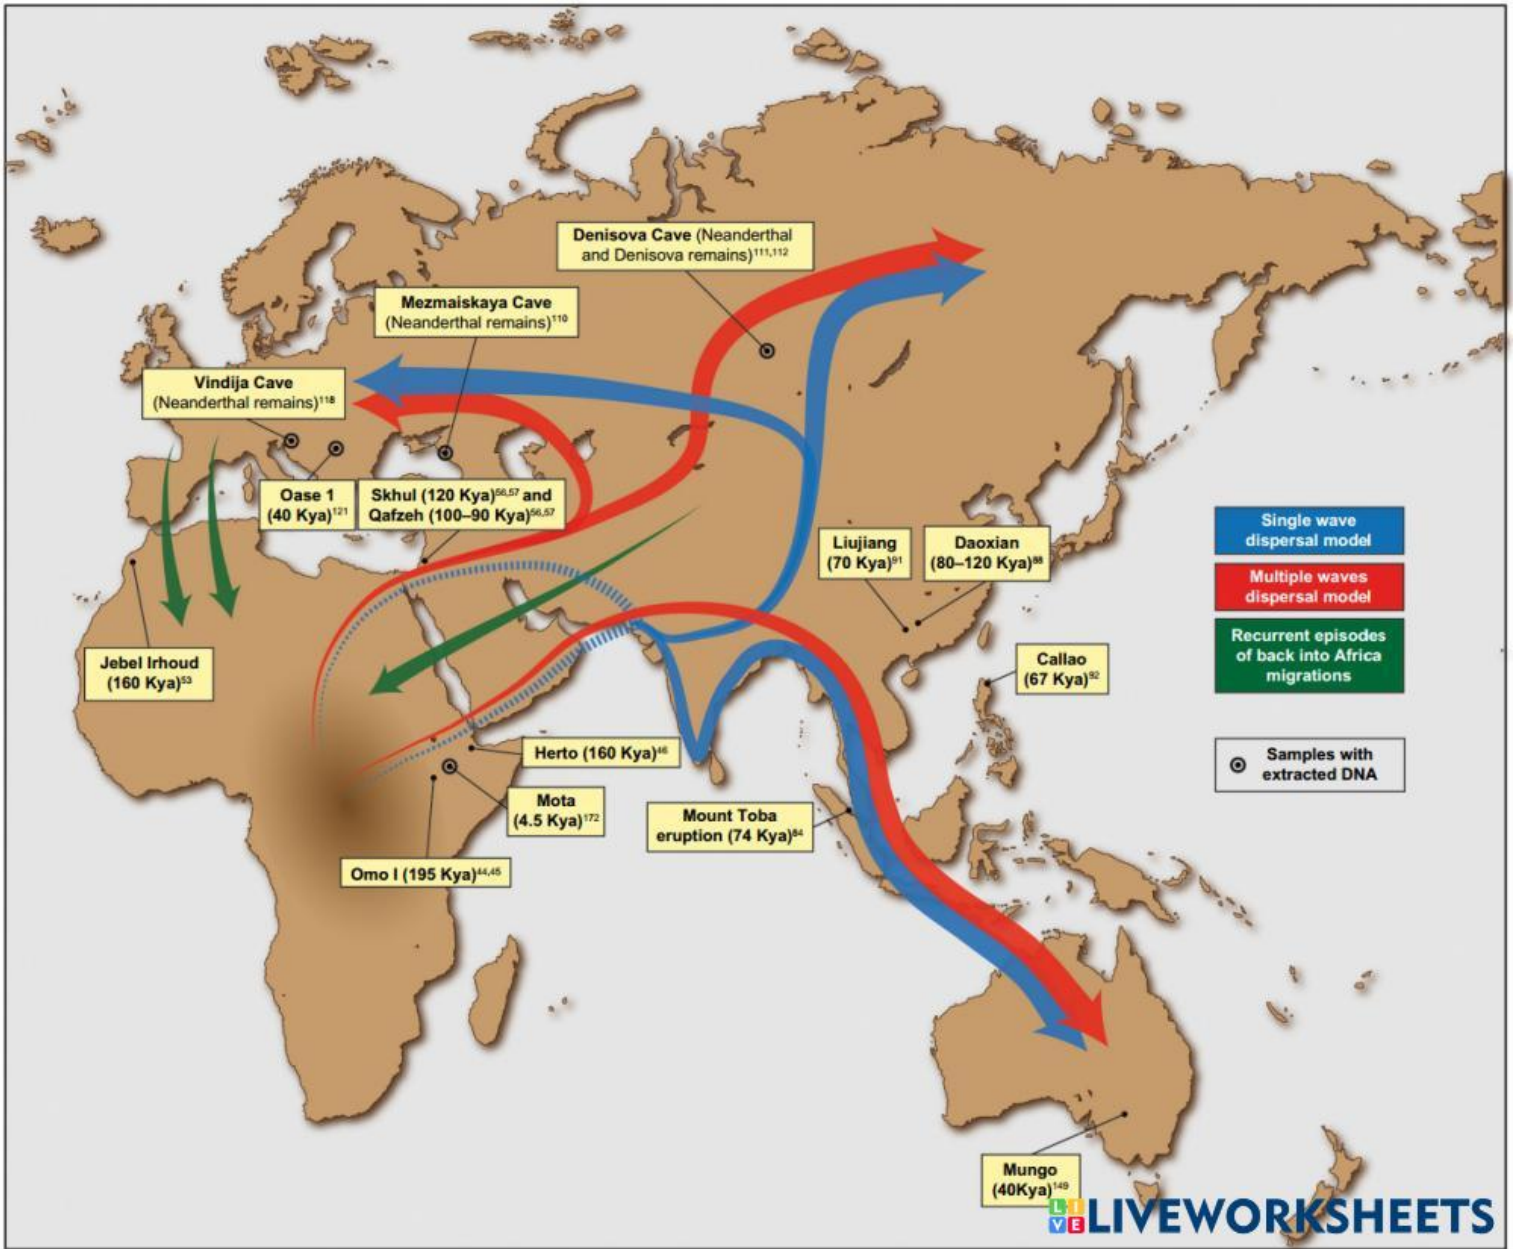 Denisova Cave (Neanderthal
and Denisova remains)111,112
Mezmaiskaya Cave
(Neanderthal remains)110
Vindija Cave
(Neanderthal remains)118
Oase 1
(40 Kya)121
Skhul (120 Kya)56,57 and
Qafzeh (100–90 Kya)56,57
Liujiang
(70 Kya)91
Daoxian
(80–120 Kya)88
Single wave
dispersal model
Multiple waves
dispersal model
Recurrent episodes
of back into Africa
migrations
Jebel Irhoud
(160 Kya)53
Callao
(67 Kya)92
Herto (160 Kya)46
Samples with
extracted DNA
Mota
(4.5 Kya)172
Mount Toba
eruption (74 Kya)84
Omo I (195 Kya)44,45
Mungo
(40Kya)149
LIVE LIVEWORKSHEETS